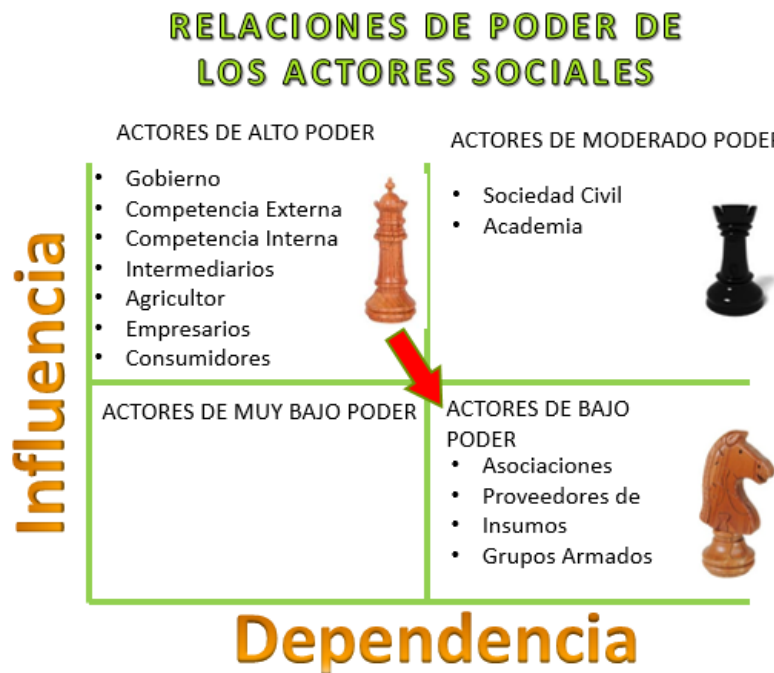 RELACIONES DE PODER DE
LOS ACTORES SOCIALES
ACTORES DE ALTO PODER
• Gobierno
• Competencia Externa
• Competencia Interna
• Intermediarios
• Agricultor
• Empresarios
• Consumidores
ACTORES DE MODERADO PODER
• Sociedad Civil
• Academia
Influencia
ACTORES DE MUY BAJO PODER
ACTORES DE BAJO
PODER
• Asociaciones
• Proveedores de
• Insumos
• Grupos Armados
Dependencia